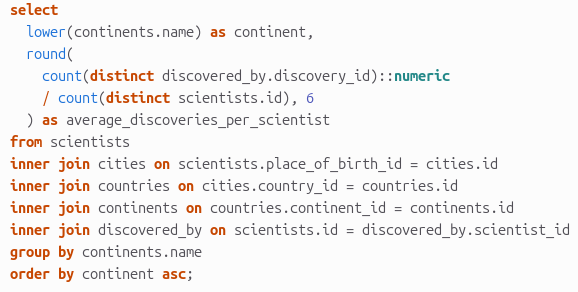 select
  lower(continents.name) as continent,
  round(
    count(distinct discovered_by.discovery_id)::numeric
    / count(distinct scientists.id), 6
  ) as average_discoveries_per_scientist
from scientists
inner join cities on scientists.place_of_birth_id = cities.id
inner join countries on cities.country_id = countries.id
inner join continents on countries.continent_id = continents.id
inner join discovered_by on scientists.id = discovered_by.scientist_id
group by continents.name
order by continent asc;